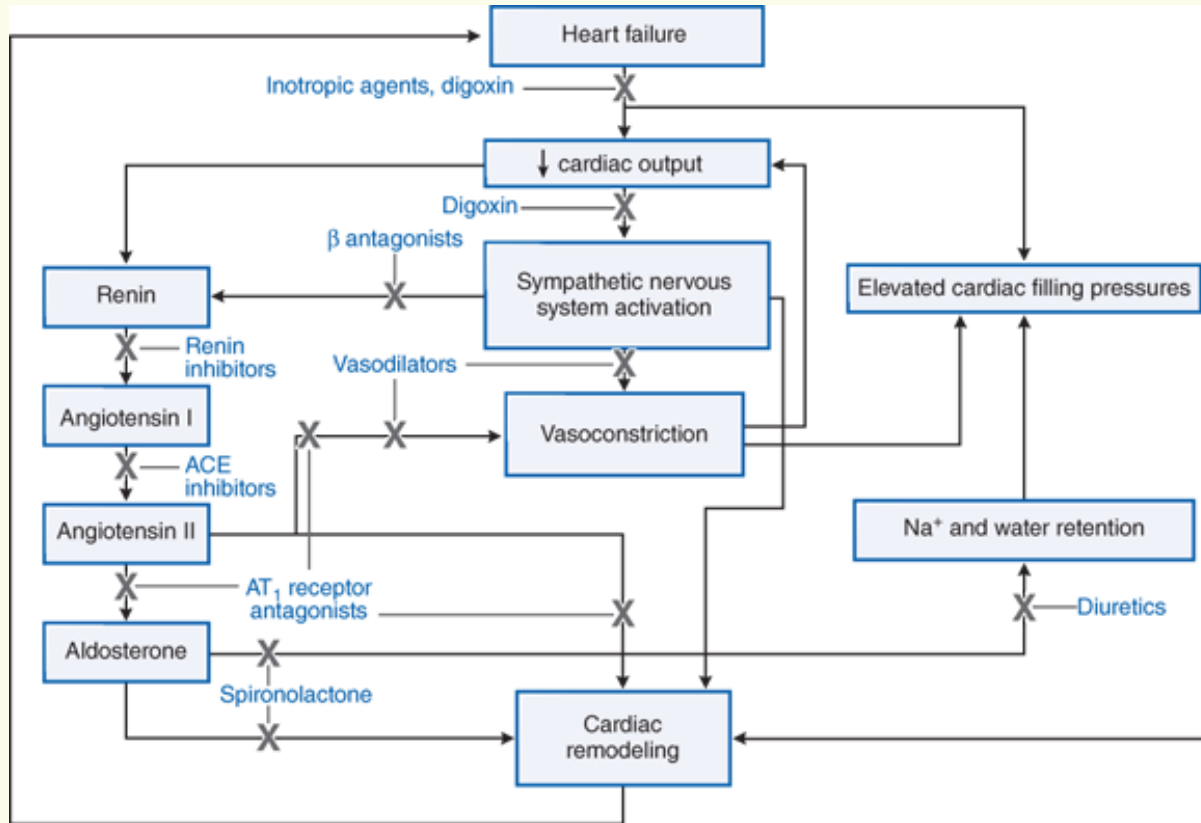 Heart failure
Inotropic agents, digoxin
↓ cardiac output
Digoxin
β antagonists
Sympathetic nervous
system activation
Renin
Elevated cardiac filling pressures
Renin
inhibitors
Vasodilators
Angiotensin I
Vasoconstriction
ACE
inhibitors
Angiotensin II
Na⁺ and water retention
AT₁ receptor
antagonists
Diuretics
Aldosterone
Spironolactone
Cardiac
remodeling